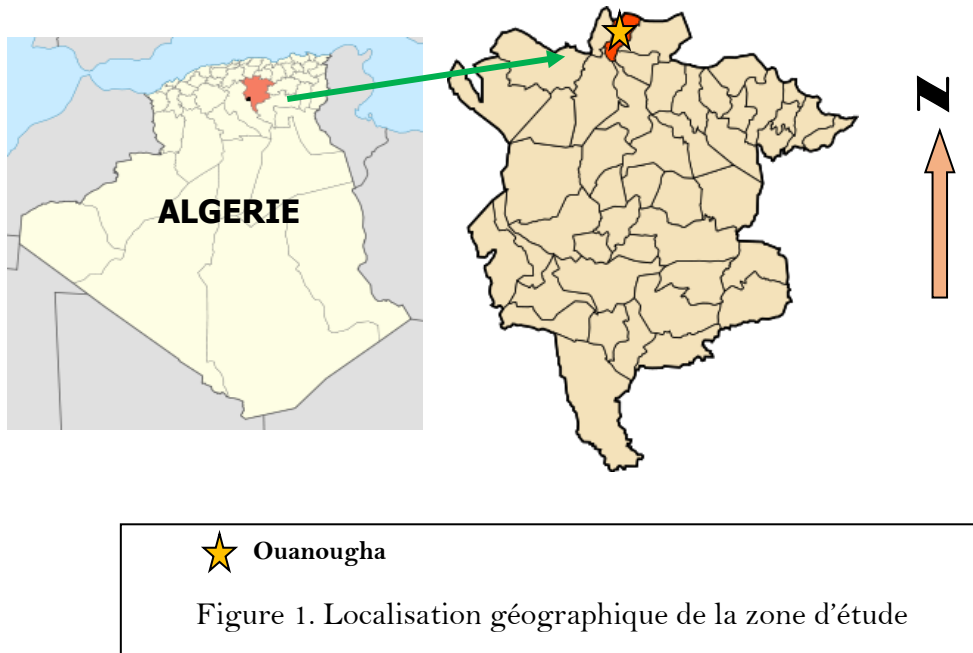 ALGERIE
N
Ouanougha
Figure 1. Localisation géographique de la zone d’étude